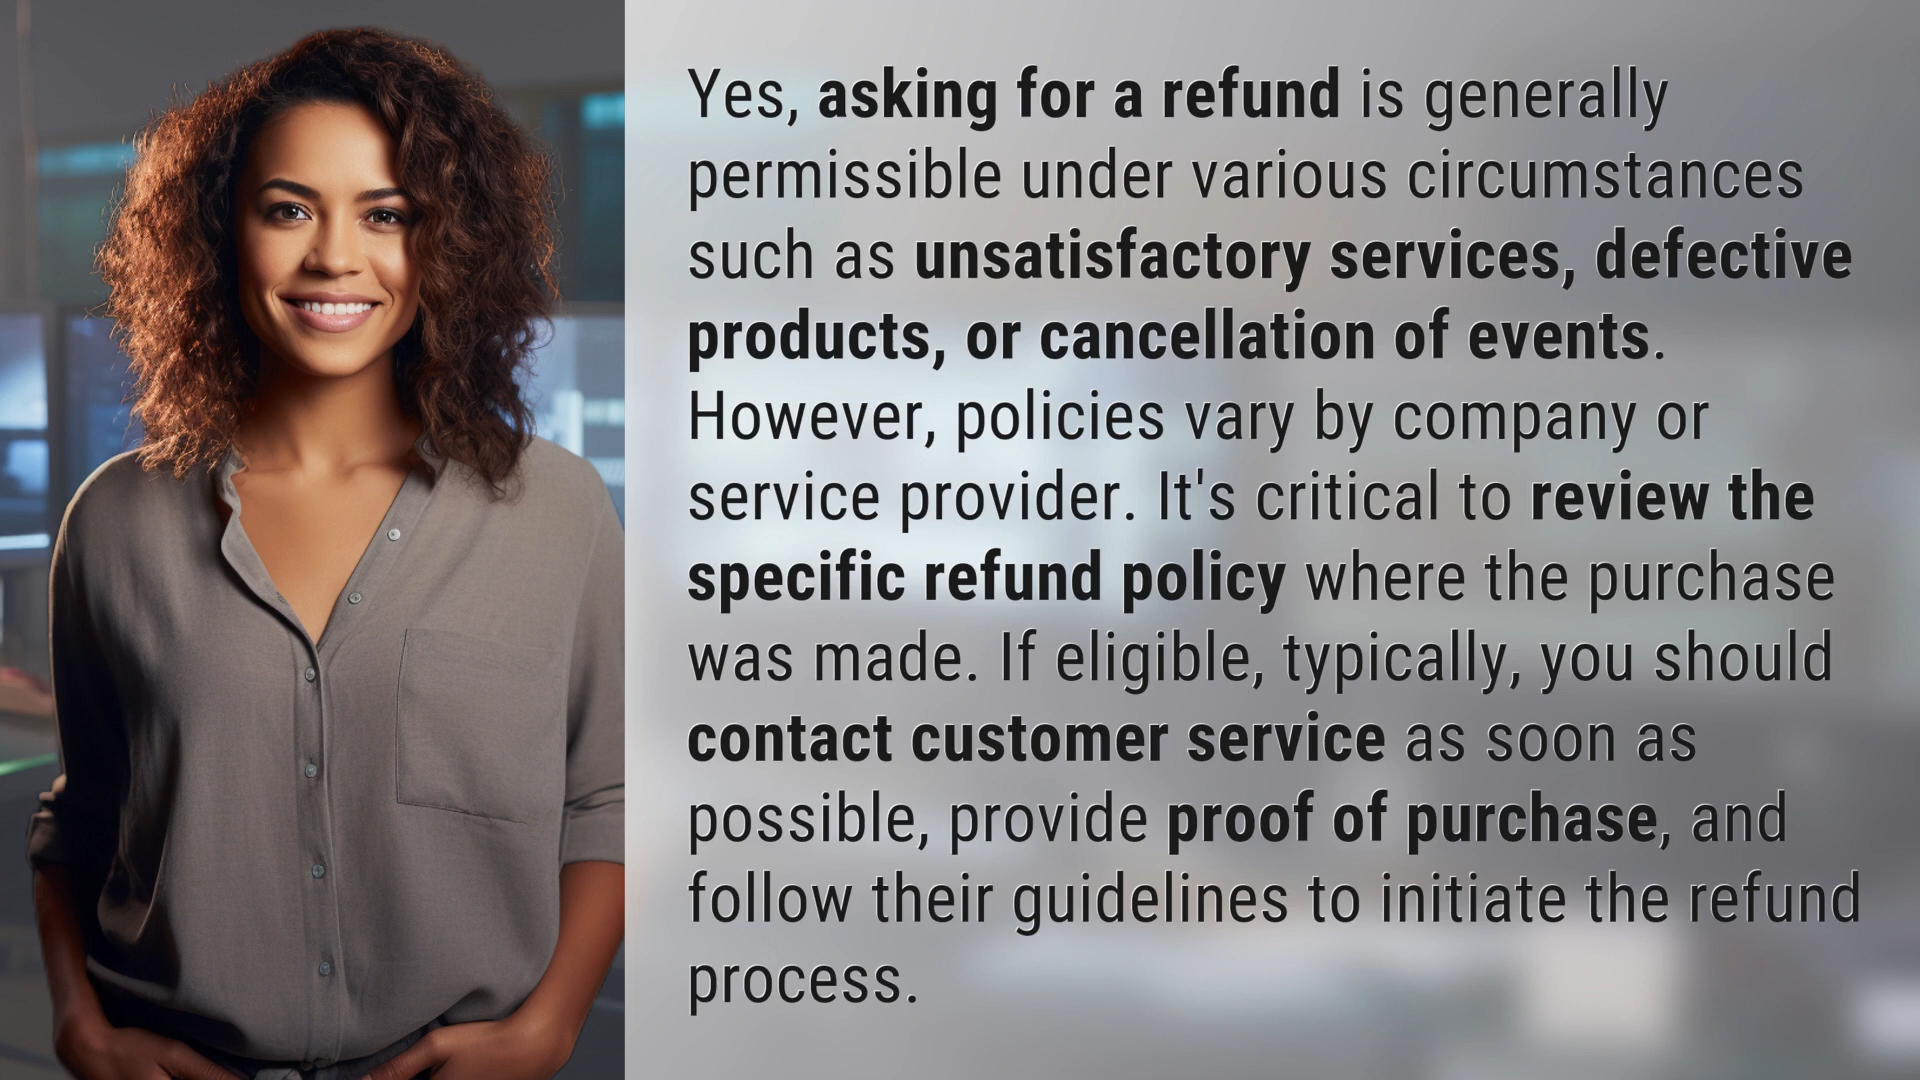 Yes, asking for a refund is generally
permissible under various circumstances
such as unsatisfactory services, defective
products, or cancellation of events.
However, policies vary by company or
service provider. It's critical to review the
specific refund policy where the purchase
was made. If eligible, typically, you should
contact customer service as soon as
possible, provide proof of purchase, and
follow their guidelines to initiate the refund
process.